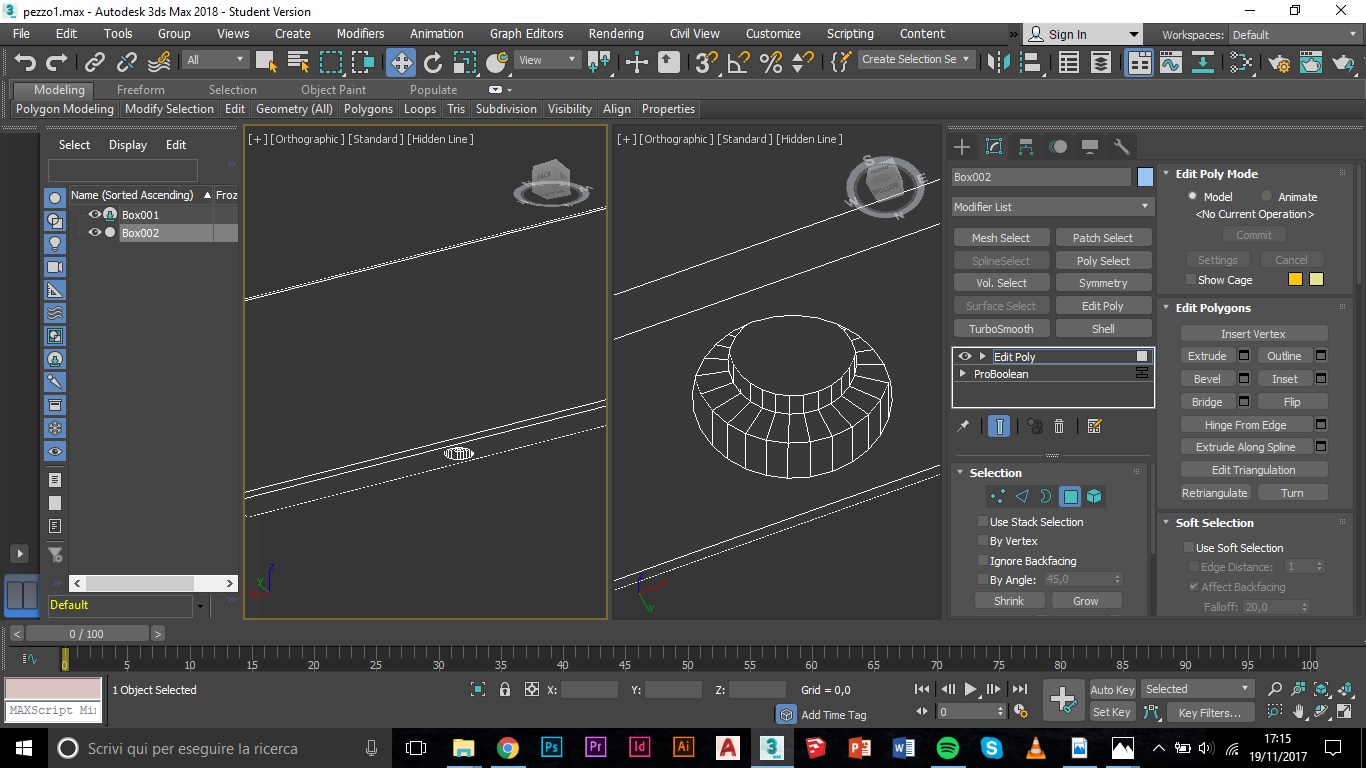 pezzo1.max - Autodesk 3ds Max 2018 - Student Version
File Edit Tools Group Views Create Modifiers Animation Graph Editors Rendering Civil View Customize Scripting Content » Sign In Workspaces: Default
All View Create Selection Se
Modeling Freeform Selection Object Paint Populate
Polygon Modeling Modify Selection Edit Geometry (All) Polygons Loops Tris Subdivision Visibility Align Properties
Select Display Edit
Name (Sorted Ascending) Froz
Box001
Box002
Default
[+] [Orthographic] [Standard] [Hidden Line]
[+] [Orthographic] [Standard] [Hidden Line]
Box002
Modifier List
Mesh Select Patch Select
SplineSelect Poly Select
Vol. Select Symmetry
Surface Select Edit Poly
TurboSmooth Shell
Edit Poly
ProBoolean
Selection
Use Stack Selection
By Vertex
Ignore Backfacing
By Angle: 45,0
Shrink Grow
Edit Poly Mode
Model Animate
<No Current Operation>
Commit
Settings Cancel
Show Cage
Edit Polygons
Insert Vertex
Extrude Outline
Bevel Inset
Bridge Flip
Hinge From Edge
Extrude Along Spline
Edit Triangulation
Retriangulate Turn
Soft Selection
Use Soft Selection
Edge Distance: 1
Affect Backfacing
Falloff: 20,0
< 0 / 100 >
0 5 10 15 20 25 30 35 40 45 50 55 60 65 70 75 80 85 90 95 100
1 Object Selected X: Y: Z: Grid = 0,0 Auto Key Selected
MAXScript Mi Add Time Tag 0 Set Key Key Filters...
Scrivi qui per eseguire la ricerca
Ps Pr Id Ai
17:15
19/11/2017